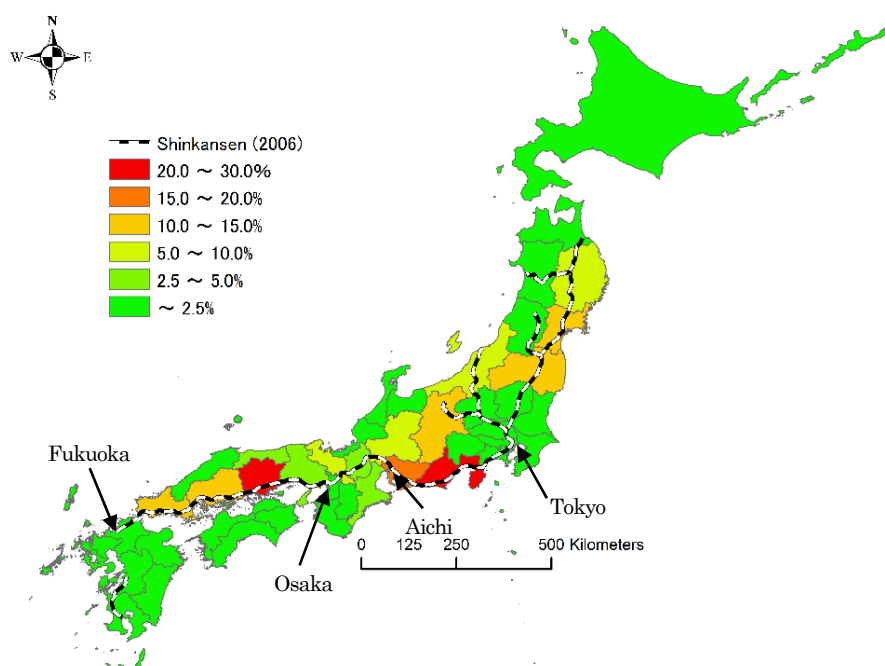 N
W E
S
Shinkansen (2006)
20.0 ～ 30.0%
15.0 ～ 20.0%
10.0 ～ 15.0%
5.0 ～ 10.0%
2.5 ～ 5.0%
～ 2.5%
Fukuoka
Tokyo
Aichi
Osaka
0 125 250 500 Kilometers